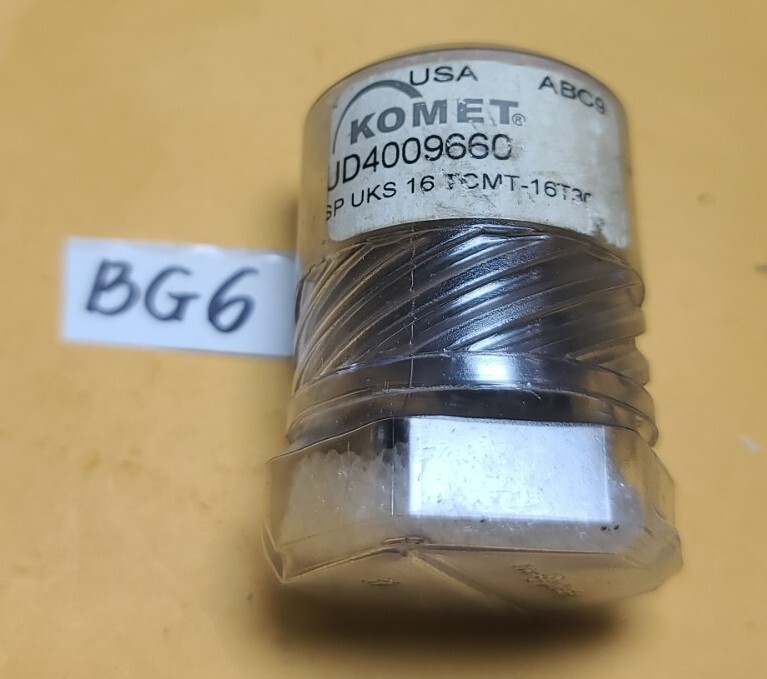 USA ABC9
KOMET®
UD4009660
SP UKS 16 TCMT-16T30
BG6